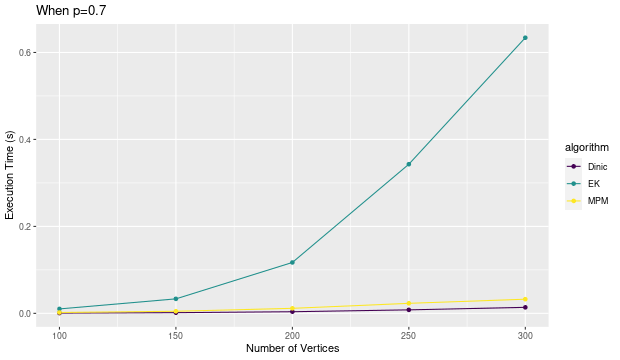 When p=0.7
Execution Time (s)
0.6
0.4
0.2
0.0
100 150 200 250 300
Number of Vertices
algorithm
Dinic
EK
MPM